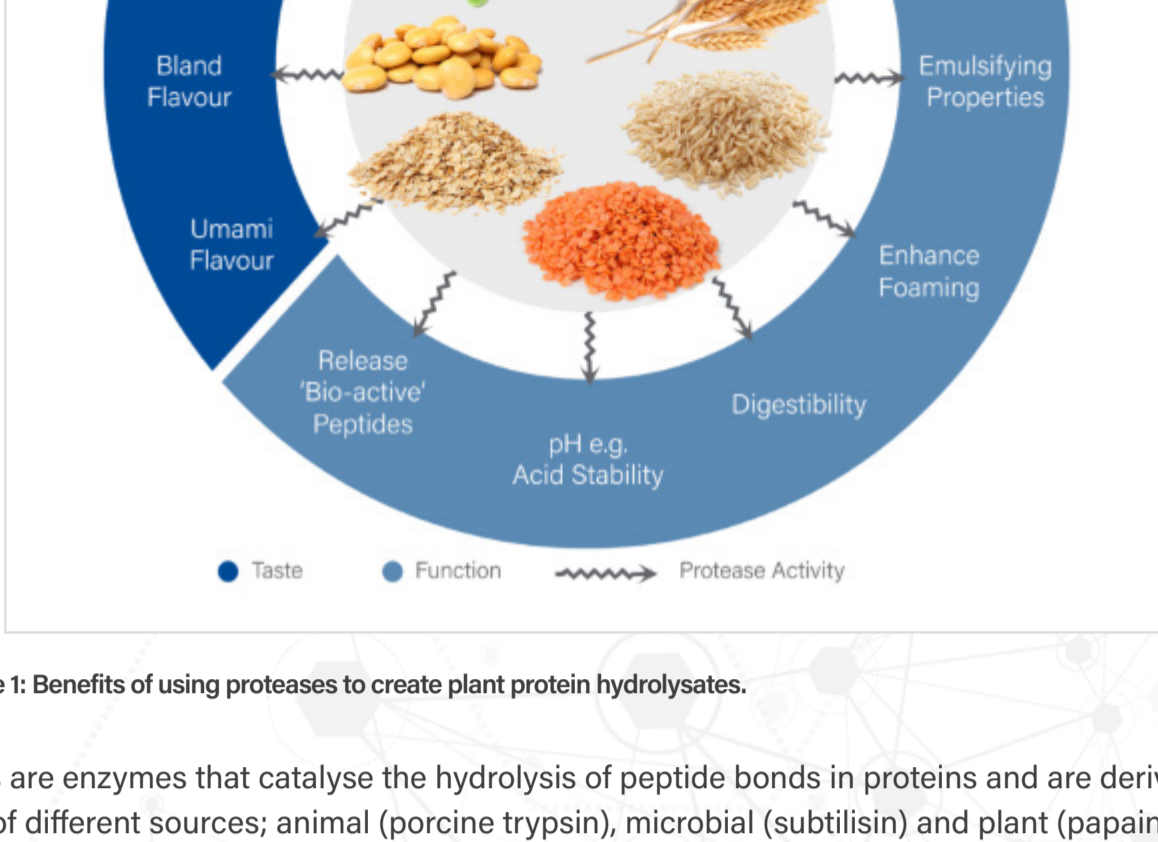 Bland
Flavour
Emulsifying
Properties
Umami
Flavour
Enhance
Foaming
Release
'Bio-active'
Peptides
Digestibility
pH e.g.
Acid Stability
Taste
Function
Protease Activity
1: Benefits of using proteases to create plant protein hydrolysates.
are enzymes that catalyse the hydrolysis of peptide bonds in proteins and are deriv
of different sources; animal (porcine trypsin), microbial (subtilisin) and plant (papain